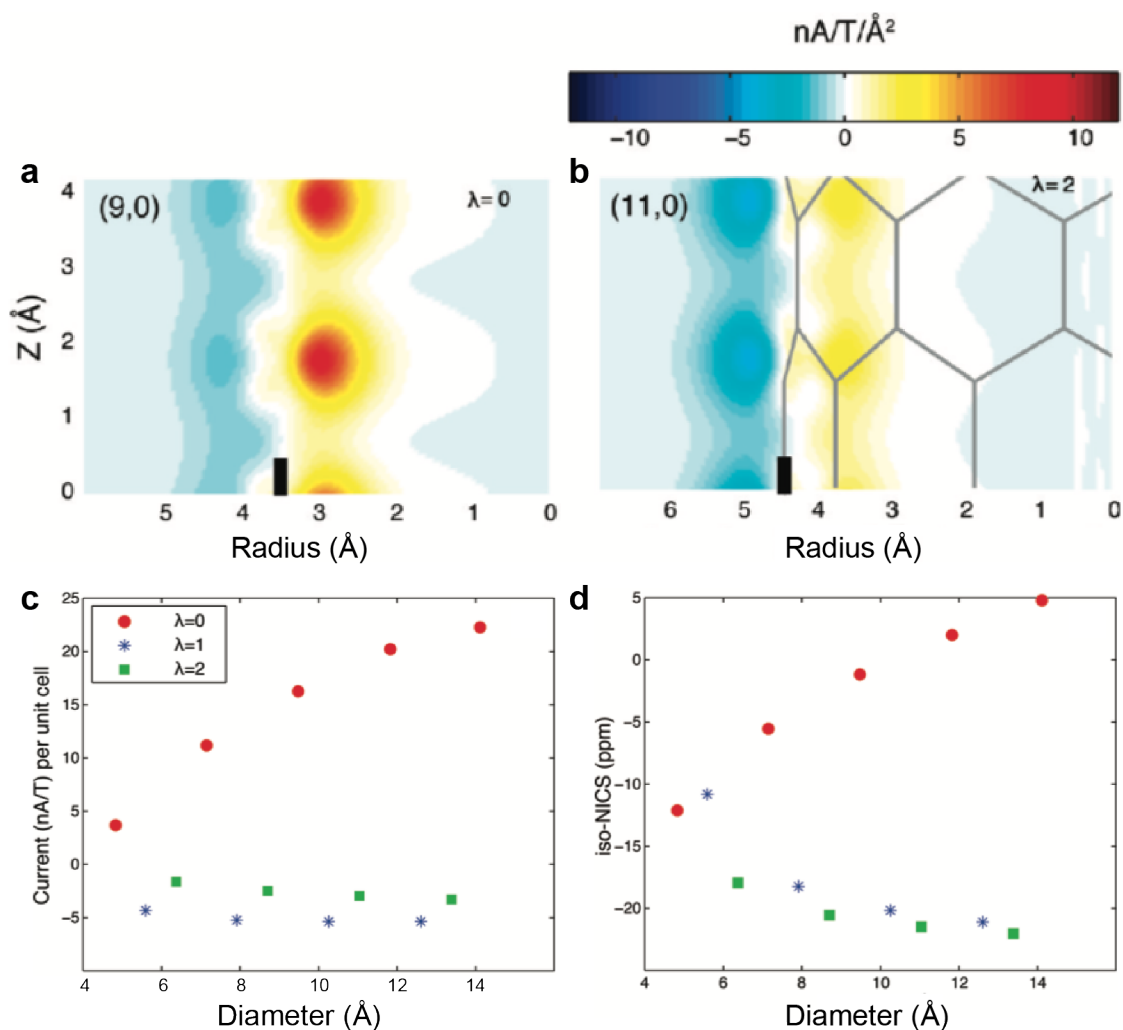 nA/T/Å²
−10 −5 0 5 10
a
(9,0)
λ= 0
4
3
2
1
0
Z (Å)
5 4 3 2 1 0
Radius (Å)
b
(11,0)
λ= 2
6 5 4 3 2 1 0
Radius (Å)
c
25
20
15
10
5
0
−5
Current (nA/T) per unit cell
λ=0
λ=1
λ=2
4 6 8 10 12 14
Diameter (Å)
d
5
0
−5
−10
−15
−20
iso-NICS (ppm)
4 6 8 10 12 14
Diameter (Å)